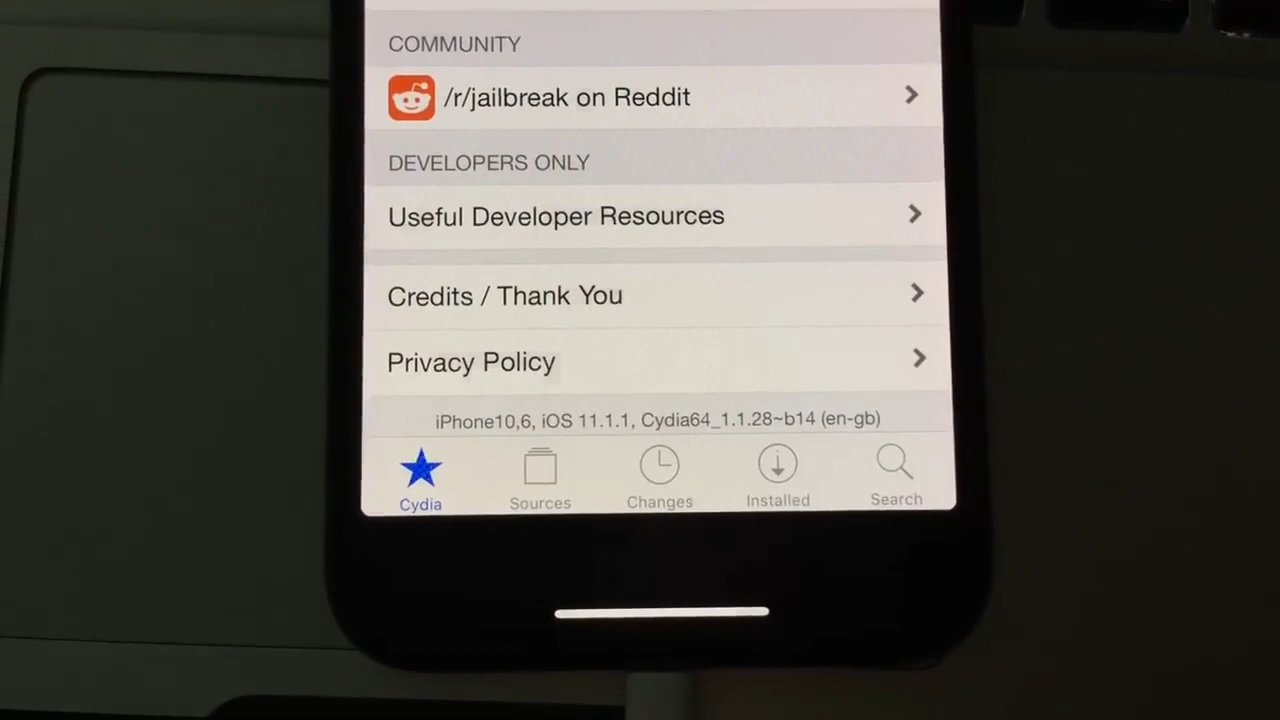 COMMUNITY
/r/jailbreak on Reddit
DEVELOPERS ONLY
Useful Developer Resources
Credits / Thank You
Privacy Policy
iPhone10,6, iOS 11.1.1, Cydia64_1.1.28~b14 (en-gb)
Cydia Sources Changes Installed Search